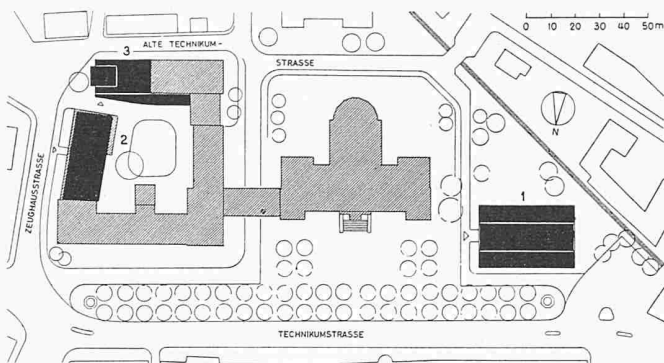 0 10 20 30 40 50m
3 ALTE TECHNIKUM-
STRASSE
N
2
1
ZEUGHAUSSTRASSE
TECHNIKUMSTRASSE